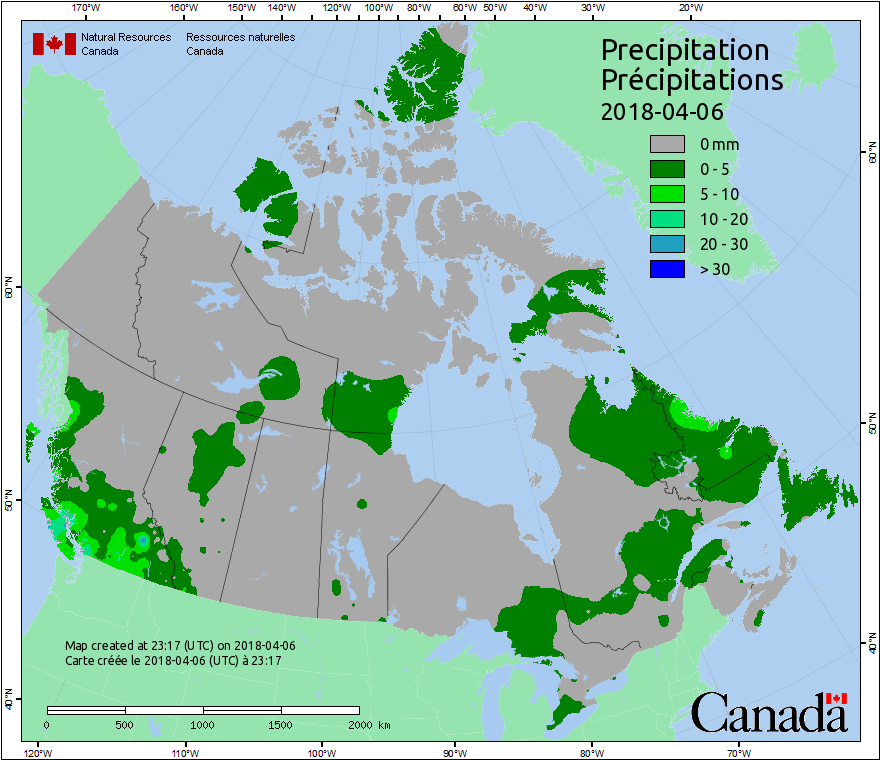 170°W 160°W 150°W 140°W 120°W 100°W 80°W 60°W 50°W 40°W 30°W 20°W
Natural Resources Ressources naturelles
Canada Canada
Precipitation
Précipitations
2018-04-06
0 mm
0 - 5
5 - 10
10 - 20
20 - 30
> 30
60°N
60°N
50°N
50°N
40°N
40°N
Map created at 23:17 (UTC) on 2018-04-06
Carte créée le 2018-04-06 (UTC) à 23:17
0 500 1000 1500 2000 km
Canada
120°W 110°W 100°W 90°W 80°W 70°W